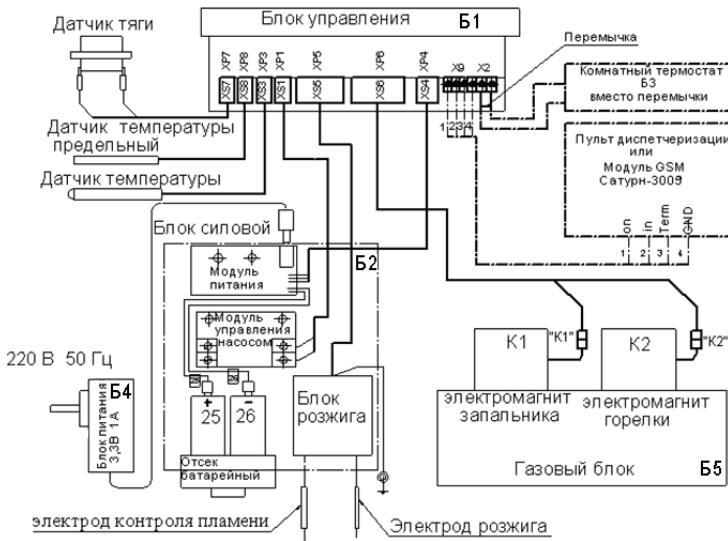 Блок управления Б1
Датчик тяги
XP7 XP8 XP3 XP1 XP5 XP6 XP4 X9 X2
XS7 XS8 XS3 XS1 XS5 XS6 XS4
Перемычка
Комнатный термостат
Б3
вместо перемычки
1 2 3 4
Датчик температуры
предельный
Датчик температуры
Пульт диспетчеризации
или
Модуль GSM
Сатурн-3009
on in Term GND
1 2 3 4
Блок силовой
Б2
Модуль
питания
Модуль
управления
насосом
220 В 50 Гц
Б4
Блок питания
3,3В 1А
25 26
+ −
25 26
Отсек
батарейный
Блок
розжига
К1 "К1"
К2 "К2"
электромагнит
запальника
электромагнит
горелки
Газовый блок Б5
электрод контроля пламени
Электрод розжига